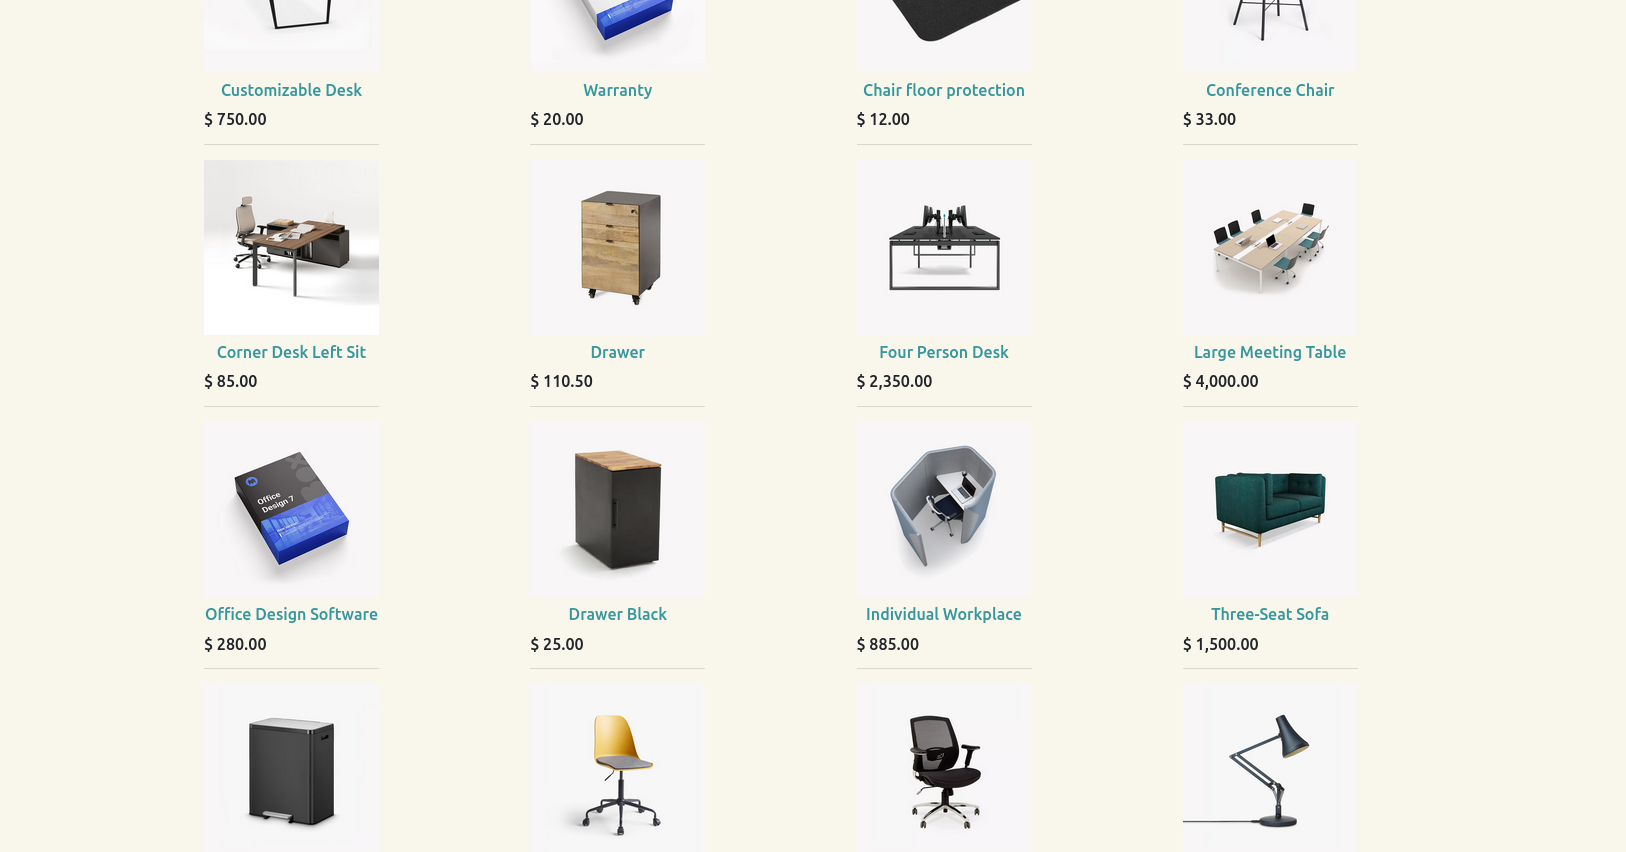 Customizable Desk
Warranty
Chair floor protection
Conference Chair
$ 750.00
$ 20.00
$ 12.00
$ 33.00
Corner Desk Left Sit
Drawer
Four Person Desk
Large Meeting Table
$ 85.00
$ 110.50
$ 2,350.00
$ 4,000.00
Office
Design 7
Office Design Software
Drawer Black
Individual Workplace
Three-Seat Sofa
$ 280.00
$ 25.00
$ 885.00
$ 1,500.00